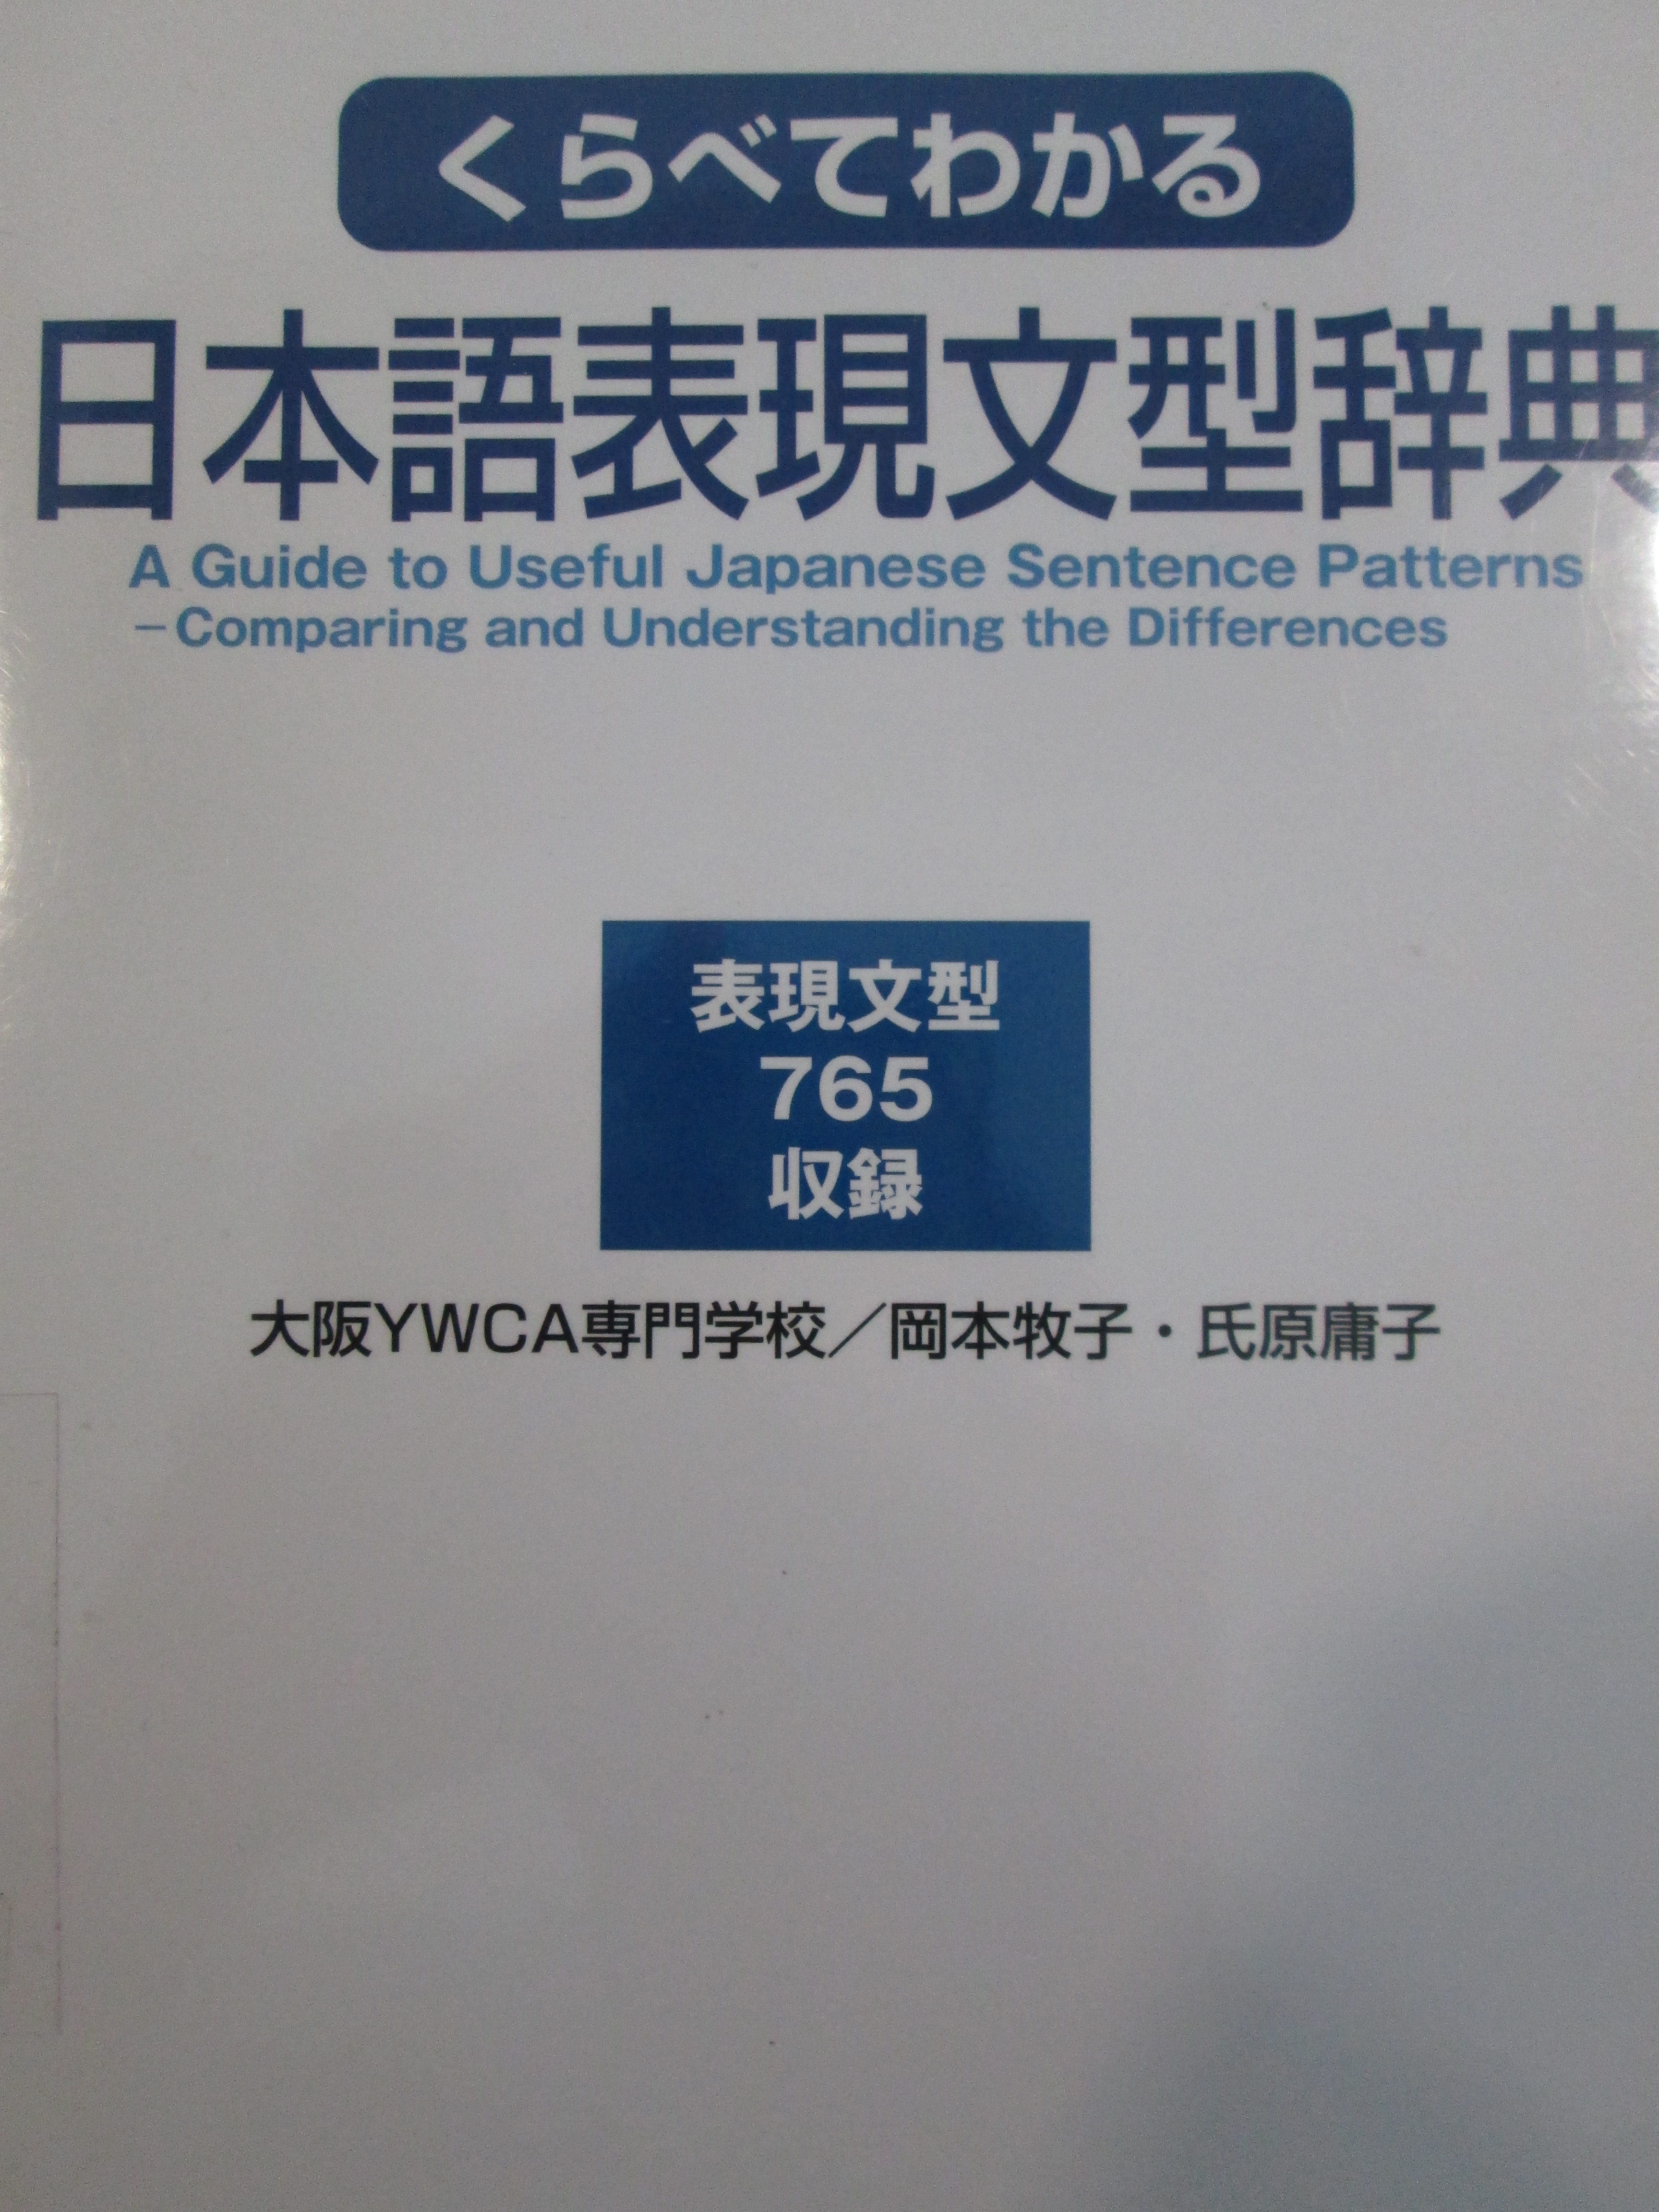 くらべてわかる
日本語表現文型辞典
A Guide to Useful Japanese Sentence Patterns
－Comparing and Understanding the Differences
表現文型
765
収録
大阪YWCA専門学校／岡本牧子・氏原庸子